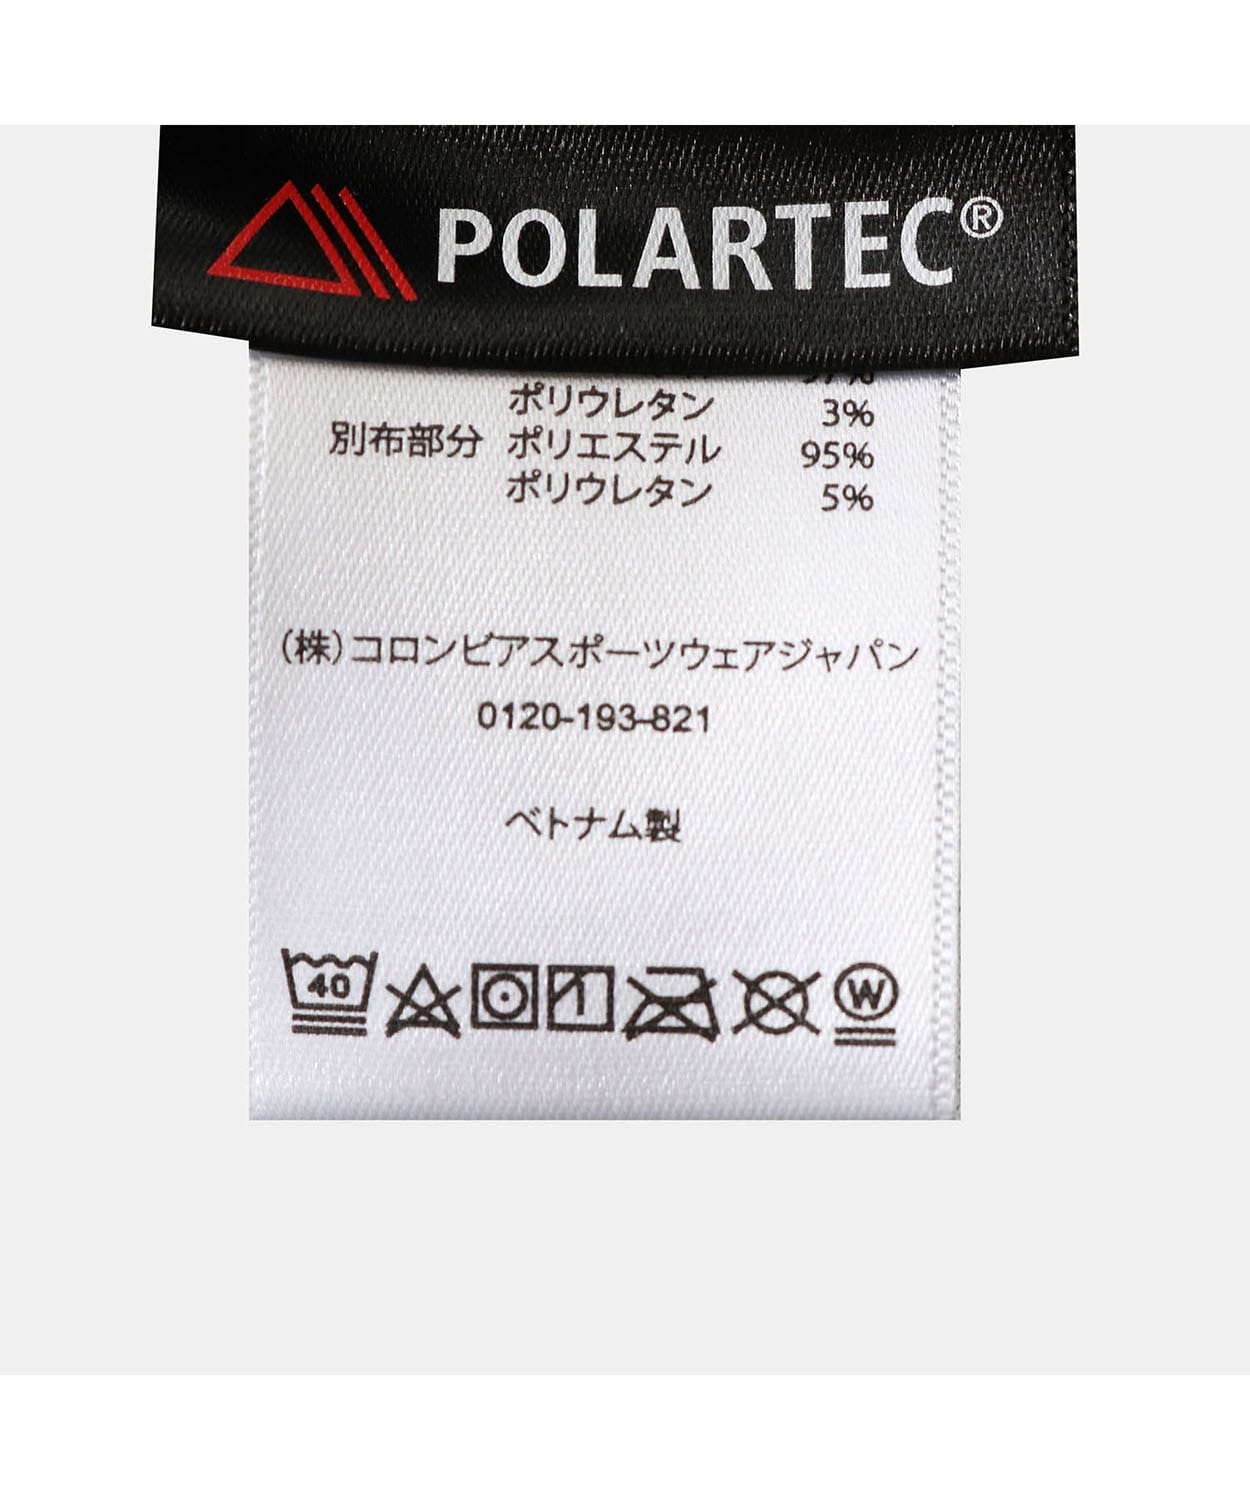 POLARTEC®
ポリウレタン 3%
別布部分 ポリエステル 95%
ポリウレタン 5%
(株)コロンビアスポーツウェアジャパン
0120-193-821
ベトナム製
40
W